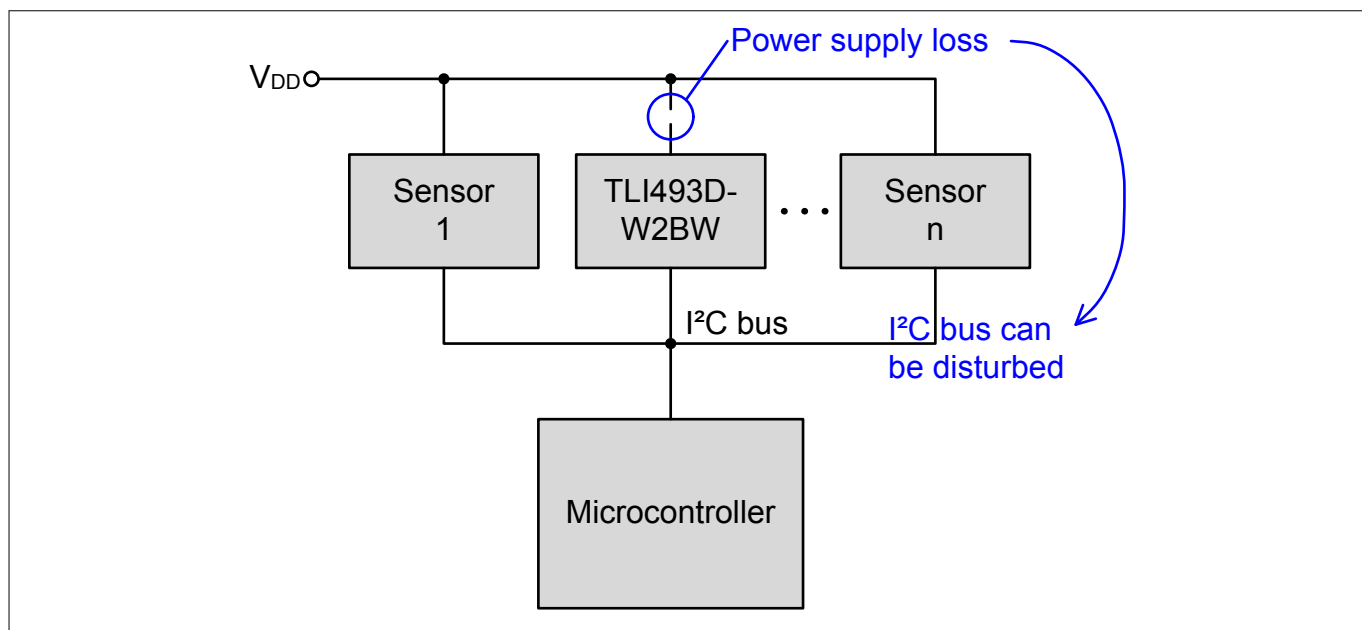 Power supply loss
VDD
Sensor
1
TLI493D-
W2BW
...
Sensor
n
I²C bus
I²C bus can
be disturbed
Microcontroller